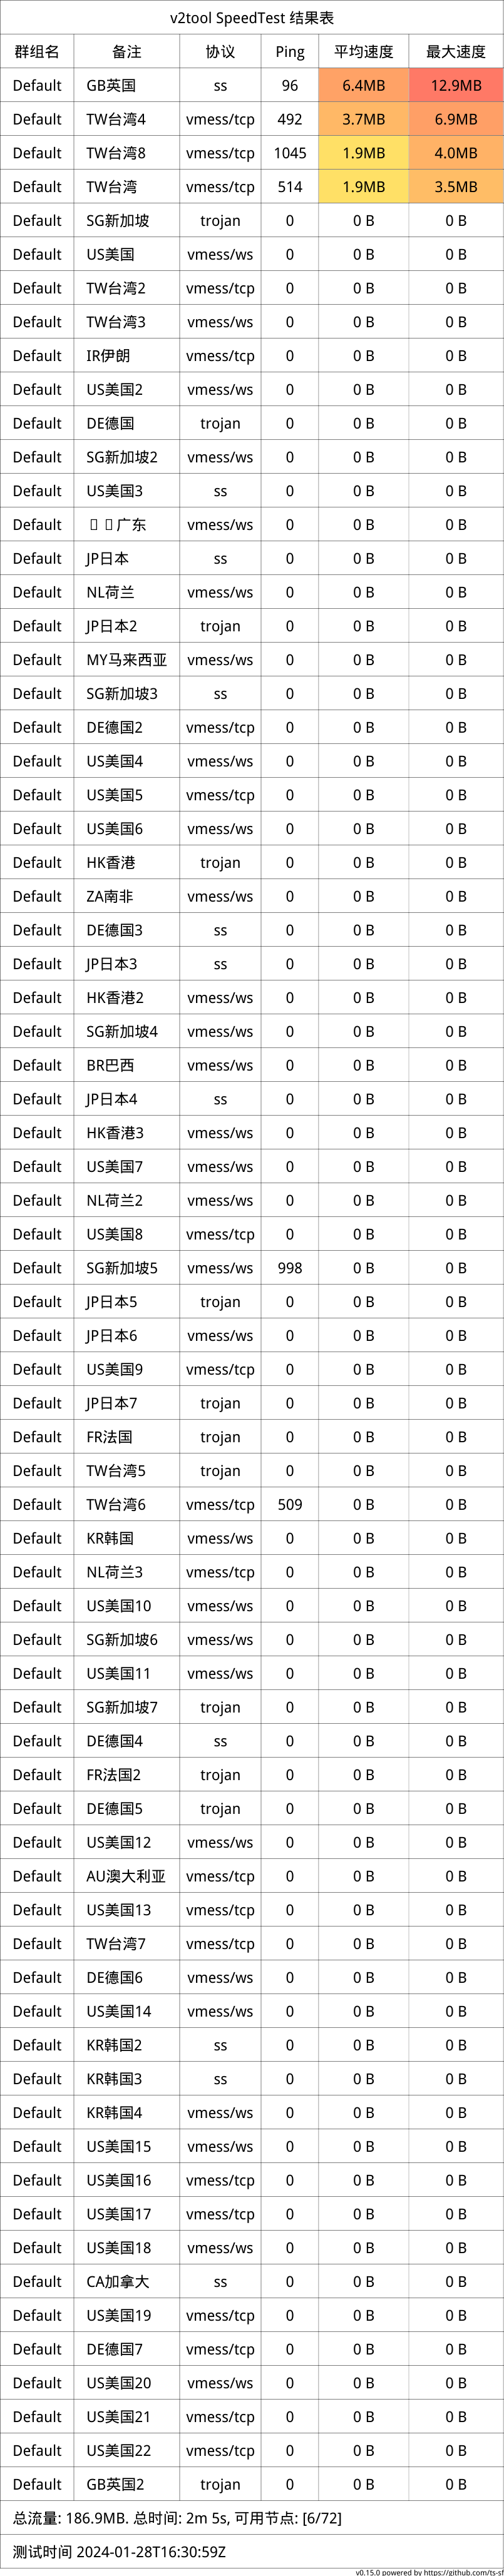 v2tool SpeedTest 结果表
群组名 备注 协议 Ping 平均速度 最大速度
Default GB英国 ss 96 6.4MB 12.9MB
Default TW台湾4 vmess/tcp 492 3.7MB 6.9MB
Default TW台湾8 vmess/tcp 1045 1.9MB 4.0MB
Default TW台湾 vmess/tcp 514 1.9MB 3.5MB
Default SG新加坡 trojan 0 0 B 0 B
Default US美国 vmess/ws 0 0 B 0 B
Default TW台湾2 vmess/tcp 0 0 B 0 B
Default TW台湾3 vmess/ws 0 0 B 0 B
Default IR伊朗 vmess/tcp 0 0 B 0 B
Default US美国2 vmess/ws 0 0 B 0 B
Default DE德国 trojan 0 0 B 0 B
Default SG新加坡2 vmess/ws 0 0 B 0 B
Default US美国3 ss 0 0 B 0 B
Default 广东 vmess/ws 0 0 B 0 B
Default JP日本 ss 0 0 B 0 B
Default NL荷兰 vmess/ws 0 0 B 0 B
Default JP日本2 trojan 0 0 B 0 B
Default MY马来西亚 vmess/ws 0 0 B 0 B
Default SG新加坡3 ss 0 0 B 0 B
Default DE德国2 vmess/tcp 0 0 B 0 B
Default US美国4 vmess/ws 0 0 B 0 B
Default US美国5 vmess/tcp 0 0 B 0 B
Default US美国6 vmess/ws 0 0 B 0 B
Default HK香港 trojan 0 0 B 0 B
Default ZA南非 vmess/ws 0 0 B 0 B
Default DE德国3 ss 0 0 B 0 B
Default JP日本3 ss 0 0 B 0 B
Default HK香港2 vmess/ws 0 0 B 0 B
Default SG新加坡4 vmess/ws 0 0 B 0 B
Default BR巴西 vmess/ws 0 0 B 0 B
Default JP日本4 ss 0 0 B 0 B
Default HK香港3 vmess/ws 0 0 B 0 B
Default US美国7 vmess/ws 0 0 B 0 B
Default NL荷兰2 vmess/ws 0 0 B 0 B
Default US美国8 vmess/tcp 0 0 B 0 B
Default SG新加坡5 vmess/ws 998 0 B 0 B
Default JP日本5 trojan 0 0 B 0 B
Default JP日本6 vmess/ws 0 0 B 0 B
Default US美国9 vmess/tcp 0 0 B 0 B
Default JP日本7 trojan 0 0 B 0 B
Default FR法国 trojan 0 0 B 0 B
Default TW台湾5 trojan 0 0 B 0 B
Default TW台湾6 vmess/tcp 509 0 B 0 B
Default KR韩国 vmess/ws 0 0 B 0 B
Default NL荷兰3 vmess/tcp 0 0 B 0 B
Default US美国10 vmess/ws 0 0 B 0 B
Default SG新加坡6 vmess/ws 0 0 B 0 B
Default US美国11 vmess/ws 0 0 B 0 B
Default SG新加坡7 trojan 0 0 B 0 B
Default DE德国4 ss 0 0 B 0 B
Default FR法国2 trojan 0 0 B 0 B
Default DE德国5 trojan 0 0 B 0 B
Default US美国12 vmess/ws 0 0 B 0 B
Default AU澳大利亚 vmess/tcp 0 0 B 0 B
Default US美国13 vmess/tcp 0 0 B 0 B
Default TW台湾7 vmess/tcp 0 0 B 0 B
Default DE德国6 vmess/ws 0 0 B 0 B
Default US美国14 vmess/ws 0 0 B 0 B
Default KR韩国2 ss 0 0 B 0 B
Default KR韩国3 ss 0 0 B 0 B
Default KR韩国4 vmess/ws 0 0 B 0 B
Default US美国15 vmess/ws 0 0 B 0 B
Default US美国16 vmess/tcp 0 0 B 0 B
Default US美国17 vmess/tcp 0 0 B 0 B
Default US美国18 vmess/ws 0 0 B 0 B
Default CA加拿大 ss 0 0 B 0 B
Default US美国19 vmess/tcp 0 0 B 0 B
Default DE德国7 vmess/tcp 0 0 B 0 B
Default US美国20 vmess/ws 0 0 B 0 B
Default US美国21 vmess/tcp 0 0 B 0 B
Default US美国22 vmess/tcp 0 0 B 0 B
Default GB英国2 trojan 0 0 B 0 B
总流量: 186.9MB. 总时间: 2m 5s, 可用节点: [6/72]
测试时间 2024-01-28T16:30:59Z
v0.15.0 powered by https://github.com/ts-sf